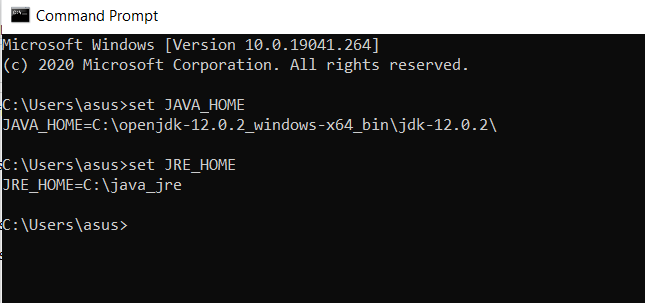 Command Prompt
Microsoft Windows [Version 10.0.19041.264]
(c) 2020 Microsoft Corporation. All rights reserved.
C:\Users\asus>set JAVA_HOME
JAVA_HOME=C:\openjdk-12.0.2_windows-x64_bin\jdk-12.0.2\
C:\Users\asus>set JRE_HOME
JRE_HOME=C:\java_jre
C:\Users\asus>